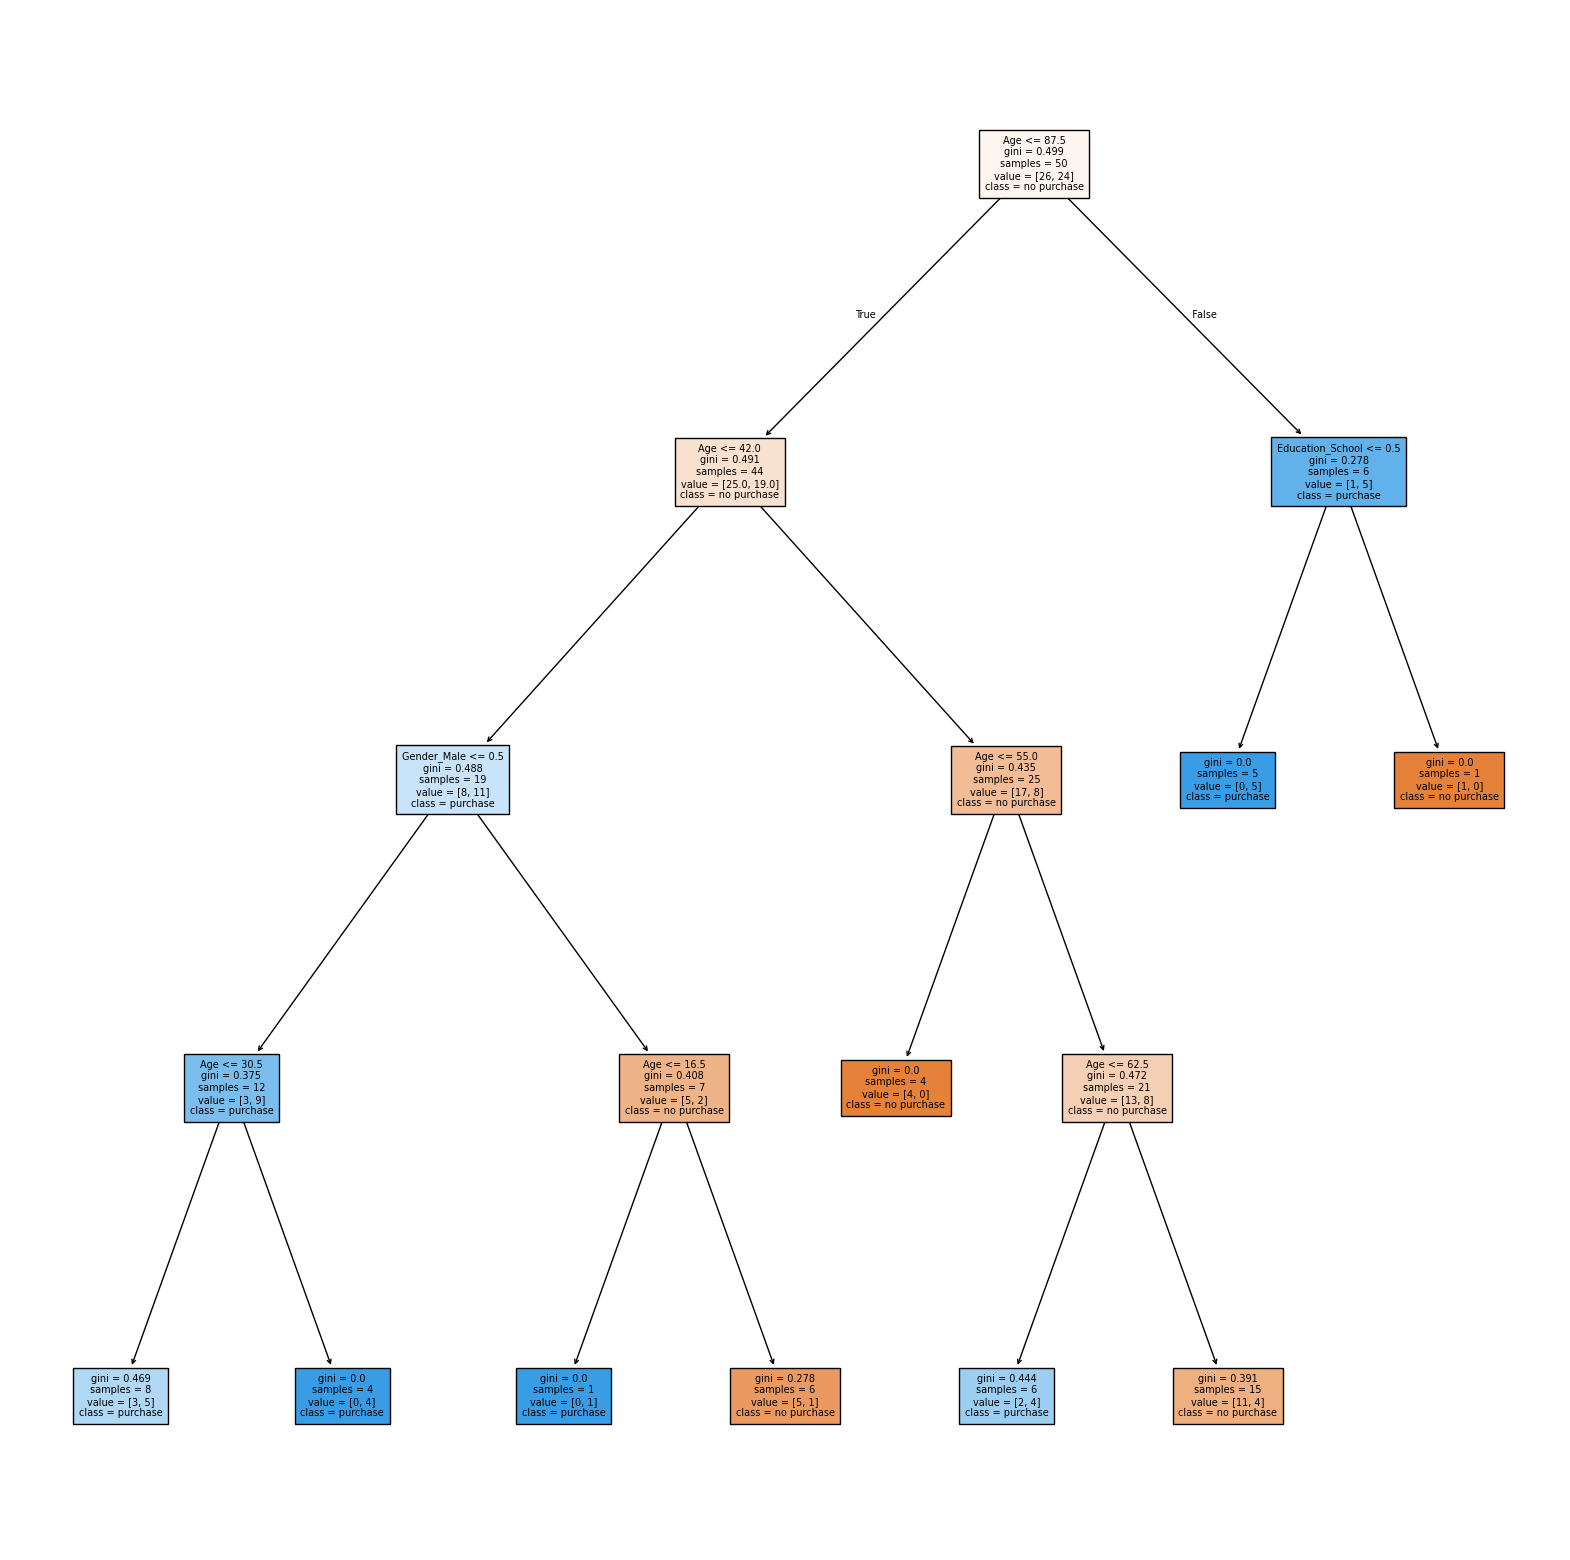 Age <= 87.5
gini = 0.499
samples = 50
value = [26, 24]
class = no purchase
True
False
Age <= 42.0
gini = 0.491
samples = 44
value = [25.0, 19.0]
class = no purchase
Education_School <= 0.5
gini = 0.278
samples = 6
value = [1, 5]
class = purchase
Gender_Male <= 0.5
gini = 0.488
samples = 19
value = [8, 11]
class = purchase
Age <= 55.0
gini = 0.435
samples = 25
value = [17, 8]
class = no purchase
gini = 0.0
samples = 5
value = [0, 5]
class = purchase
gini = 0.0
samples = 1
value = [1, 0]
class = no purchase
Age <= 30.5
gini = 0.375
samples = 12
value = [3, 9]
class = purchase
Age <= 16.5
gini = 0.408
samples = 7
value = [5, 2]
class = no purchase
gini = 0.0
samples = 4
value = [4, 0]
class = no purchase
Age <= 62.5
gini = 0.472
samples = 21
value = [13, 8]
class = no purchase
gini = 0.469
samples = 8
value = [3, 5]
class = purchase
gini = 0.0
samples = 4
value = [0, 4]
class = purchase
gini = 0.0
samples = 1
value = [0, 1]
class = purchase
gini = 0.278
samples = 6
value = [5, 1]
class = no purchase
gini = 0.444
samples = 6
value = [2, 4]
class = purchase
gini = 0.391
samples = 15
value = [11, 4]
class = no purchase